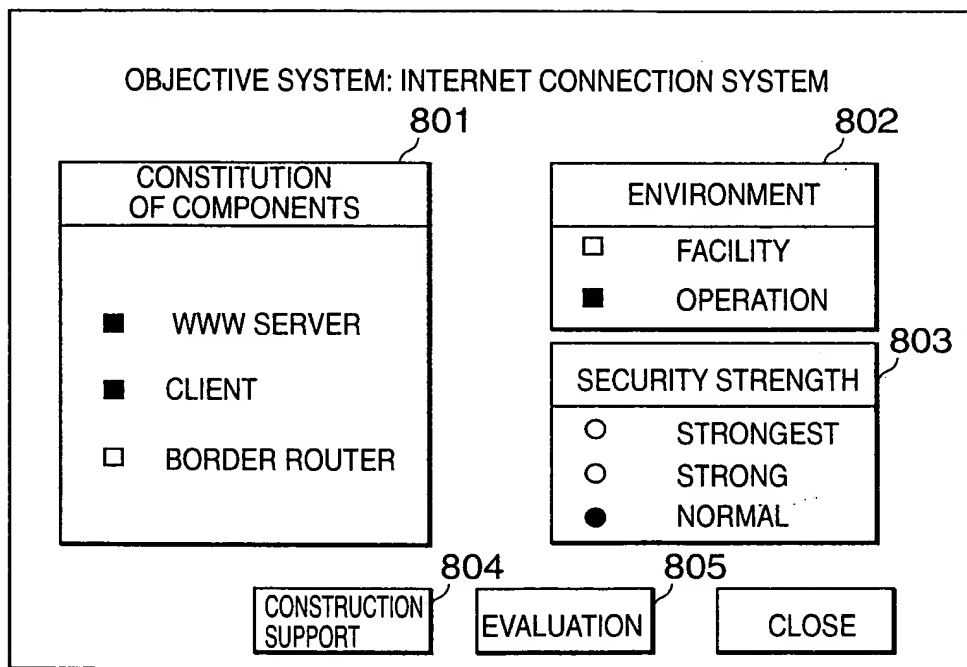 OBJECTIVE SYSTEM: INTERNET CONNECTION SYSTEM
801
CONSTITUTION
OF COMPONENTS
WWW SERVER
CLIENT
BORDER ROUTER
802
ENVIRONMENT
FACILITY
OPERATION
803
SECURITY STRENGTH
STRONGEST
STRONG
NORMAL
804
CONSTRUCTION
SUPPORT
805
EVALUATION
CLOSE